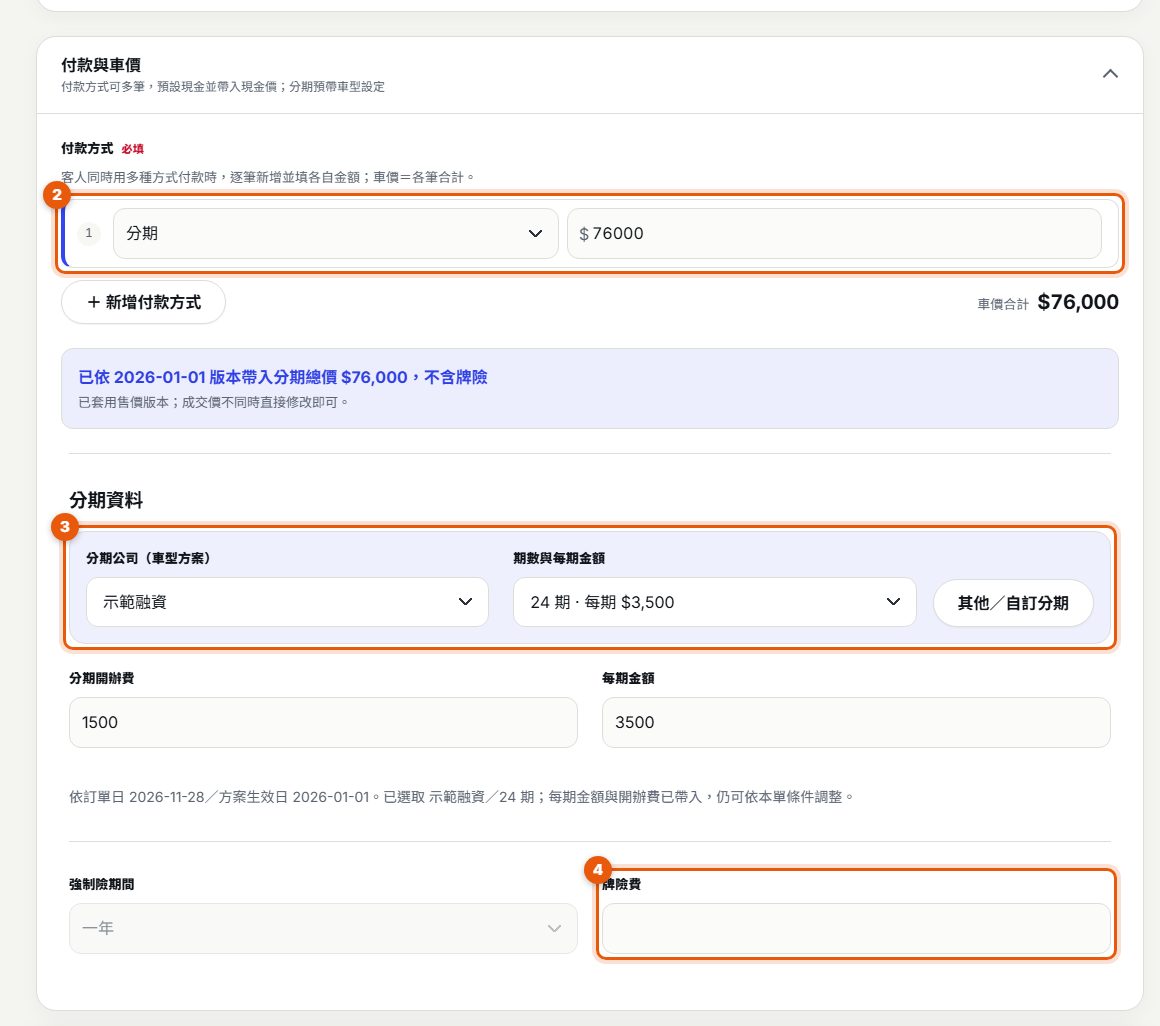 付款與車價
付款方式可多筆，預設現金並帶入現金價；分期預帶車型設定
付款方式 必填
客人同時用多種方式付款時，逐筆新增並填各自金額；車價＝各筆合計。
2
1 分期 $ 76000
+ 新增付款方式 車價合計 $76,000
已依 2026-01-01 版本帶入分期總價 $76,000，不含牌險
已套用售價版本；成交價不同時直接修改即可。
分期資料
3
分期公司（車型方案） 期數與每期金額
示範融資 24 期 · 每期 $3,500 其他／自訂分期
分期開辦費 每期金額
1500 3500
依訂單日 2026-11-28／方案生效日 2026-01-01。已選取 示範融資／24 期；每期金額與開辦費已帶入，仍可依本單條件調整。
4
強制險期間 牌險費
一年